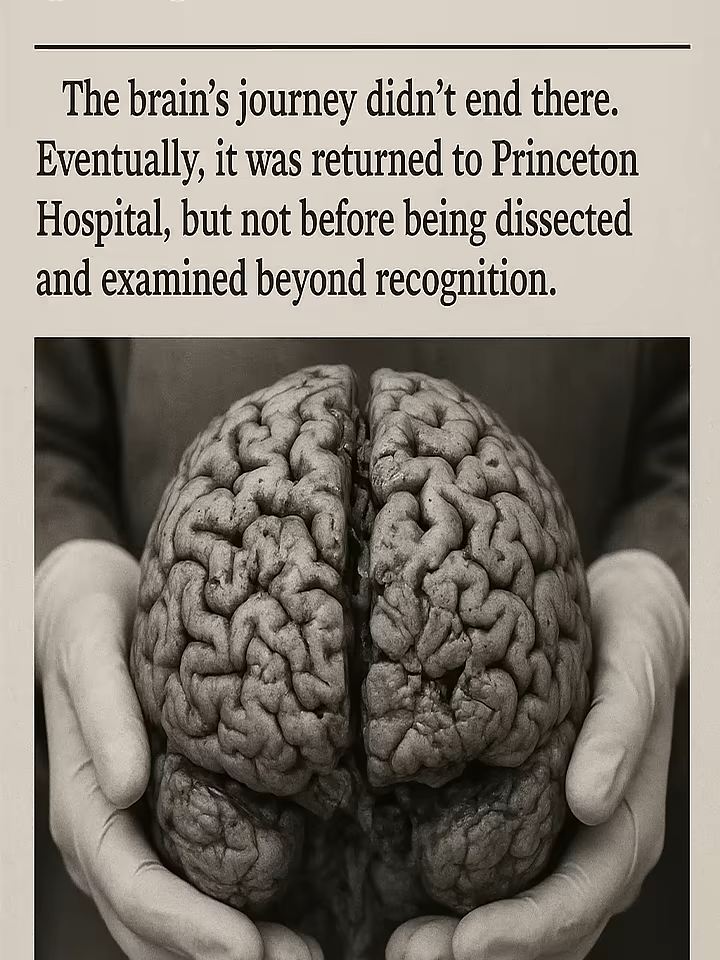 The brain’s journey didn’t end there.
Eventually, it was returned to Princeton
Hospital, but not before being dissected
and examined beyond recognition.